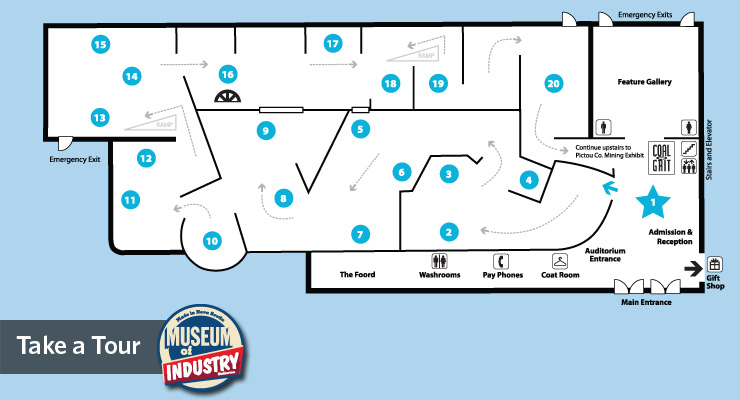 Emergency Exits
15
17
14
16
RAMP
18
19
20
Feature Gallery
13
RAMP
9
5
Emergency Exit
12
Continue upstairs to
Pictou Co. Mining Exhibit
COAL
&
GRIT
Stairs and Elevator
6
3
4
11
8
1
10
7
2
Admission &
Reception
Auditorium
Entrance
The Foord
Washrooms
Pay Phones
Coat Room
Gift
Shop
Main Entrance
Take a Tour
Made in Nova Scotia
MUSEUM
of
INDUSTRY